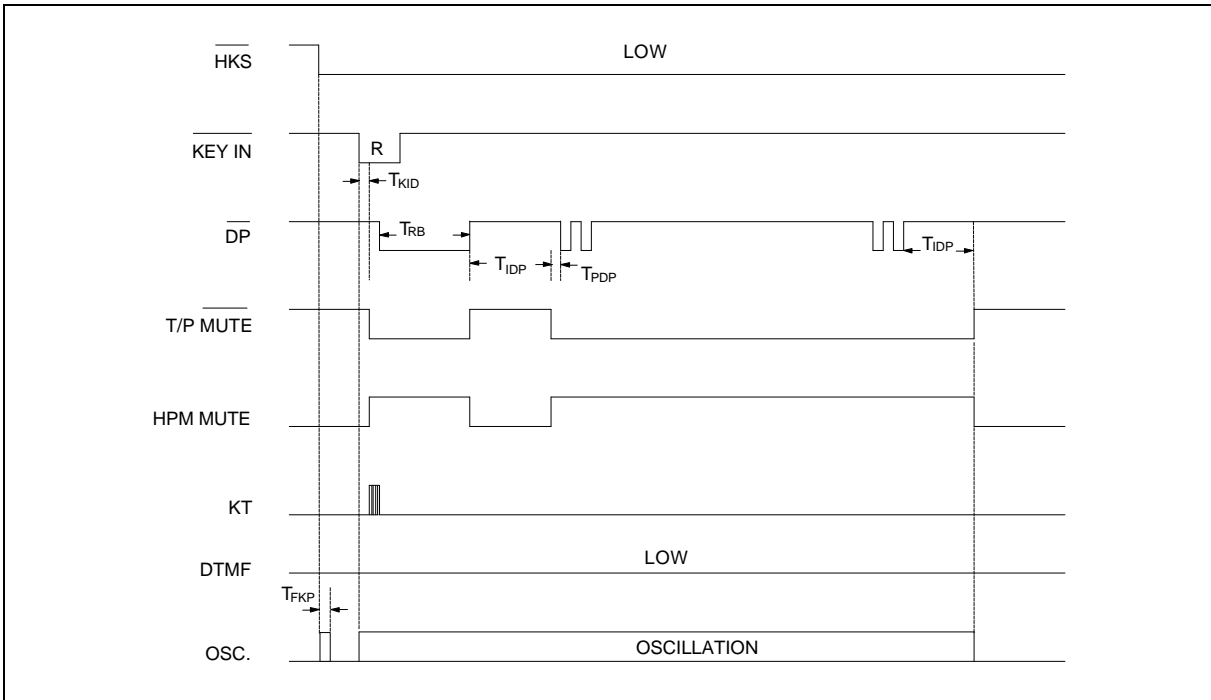 HKS
LOW
KEY IN
R
TKID
DP
TRB
TIDP
TPDP
TIDP
T/P MUTE
HPM MUTE
KT
DTMF
LOW
TFKP
OSC.
OSCILLATION